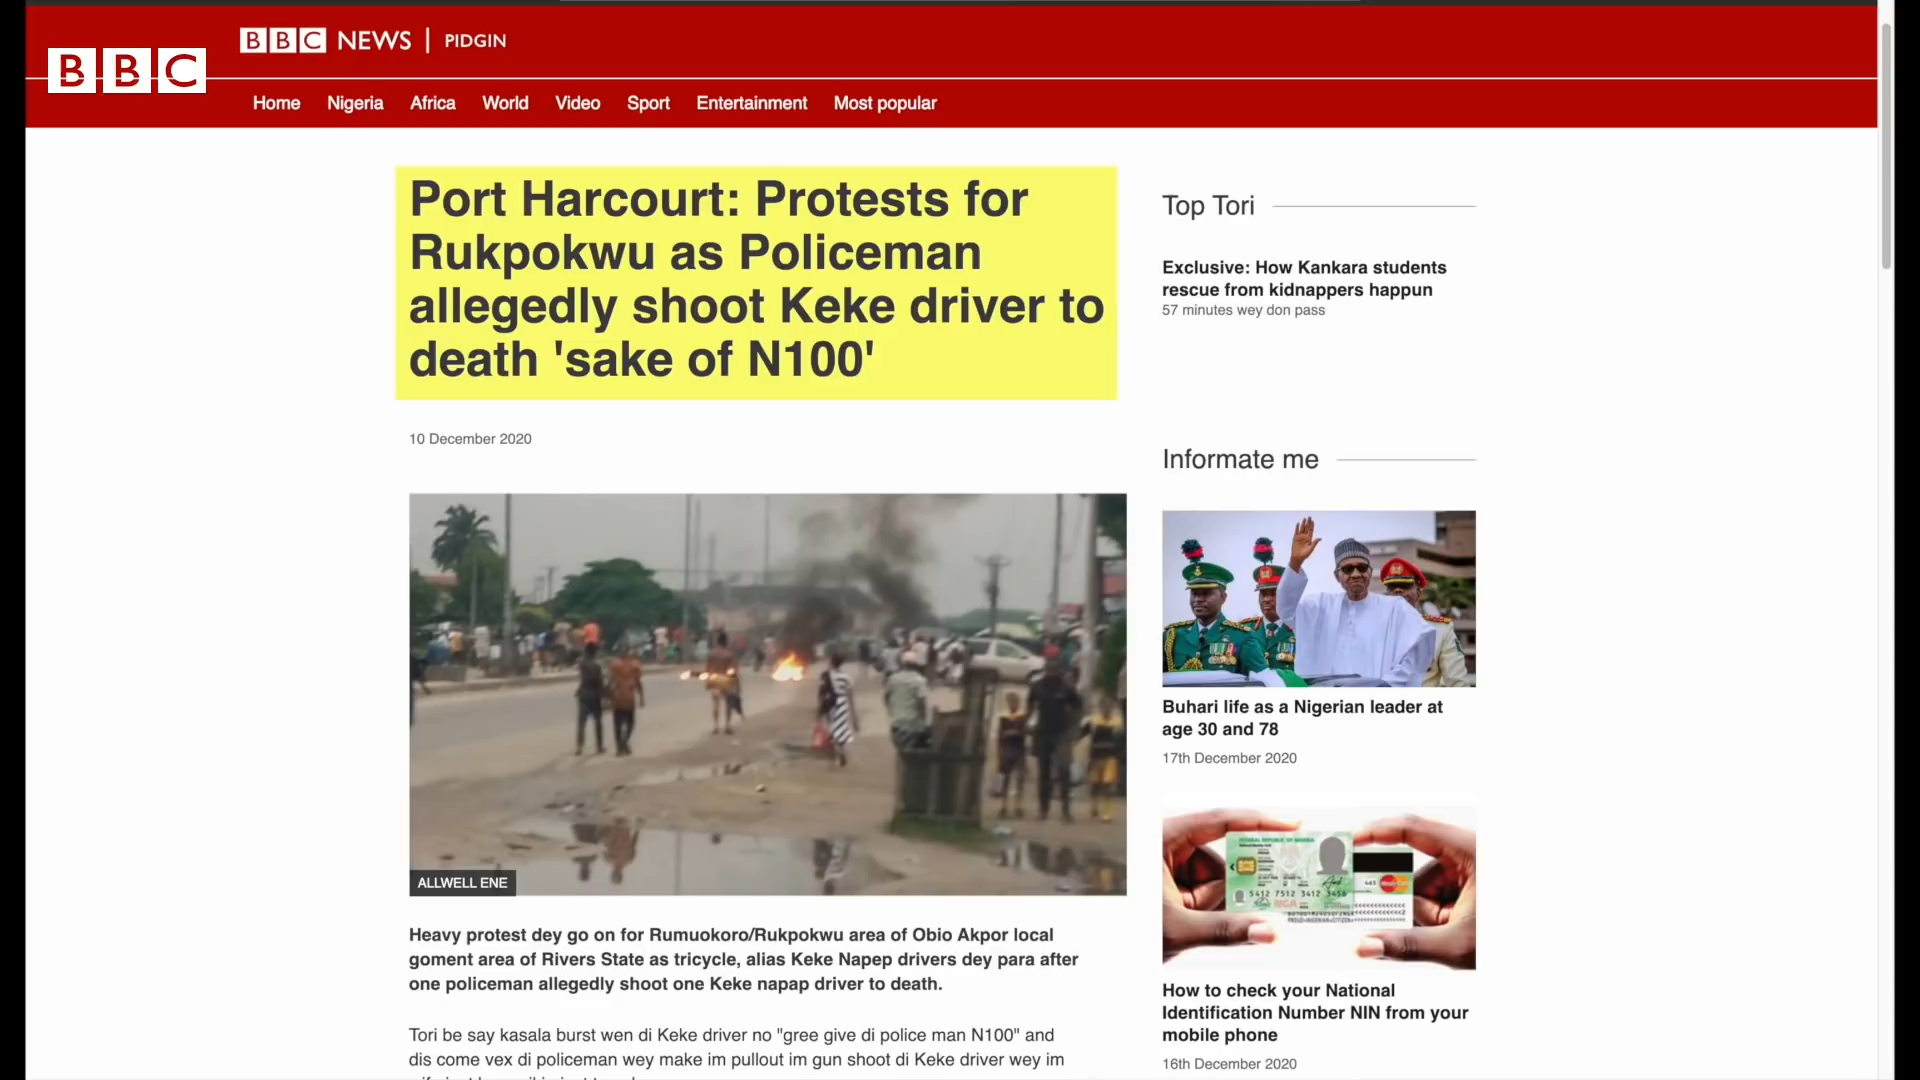 BBC NEWS | PIDGIN
BBC
Home Nigeria Africa World Video Sport Entertainment Most popular
Port Harcourt: Protests for
Rukpokwu as Policeman
allegedly shoot Keke driver to
death 'sake of N100'
10 December 2020
ALLWELL ENE
Heavy protest dey go on for Rumuokoro/Rukpokwu area of Obio Akpor local
goment area of Rivers State as tricycle, alias Keke Napep drivers dey para after
one policeman allegedly shoot one Keke napap driver to death.
Tori be say kasala burst wen di Keke driver no "gree give di police man N100" and
dis come vex di policeman wey make im pullout im gun shoot di Keke driver wey im
Top Tori
Exclusive: How Kankara students
rescue from kidnappers happun
57 minutes wey don pass
Informate me
Buhari life as a Nigerian leader at
age 30 and 78
17th December 2020
5412 7512 3412 3456
NGA
How to check your National
Identification Number NIN from your
mobile phone
16th December 2020